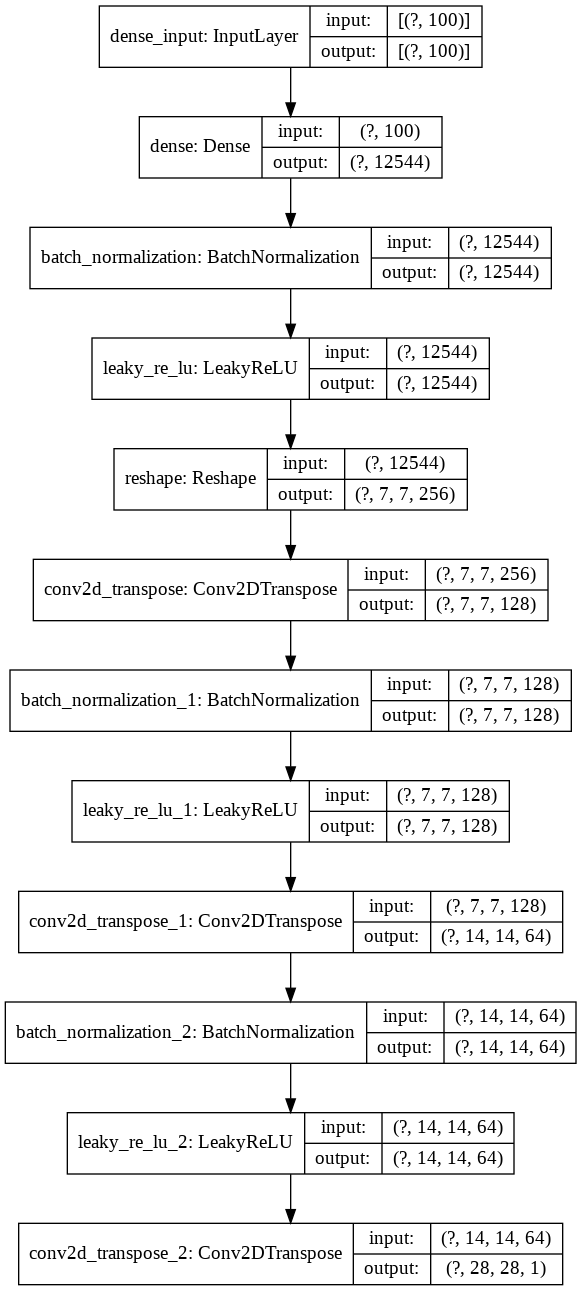 dense_input: InputLayer
input: [(?, 100)]
output: [(?, 100)]
dense: Dense
input: (?, 100)
output: (?, 12544)
batch_normalization: BatchNormalization
input: (?, 12544)
output: (?, 12544)
leaky_re_lu: LeakyReLU
input: (?, 12544)
output: (?, 12544)
reshape: Reshape
input: (?, 12544)
output: (?, 7, 7, 256)
conv2d_transpose: Conv2DTranspose
input: (?, 7, 7, 256)
output: (?, 7, 7, 128)
batch_normalization_1: BatchNormalization
input: (?, 7, 7, 128)
output: (?, 7, 7, 128)
leaky_re_lu_1: LeakyReLU
input: (?, 7, 7, 128)
output: (?, 7, 7, 128)
conv2d_transpose_1: Conv2DTranspose
input: (?, 7, 7, 128)
output: (?, 14, 14, 64)
batch_normalization_2: BatchNormalization
input: (?, 14, 14, 64)
output: (?, 14, 14, 64)
leaky_re_lu_2: LeakyReLU
input: (?, 14, 14, 64)
output: (?, 14, 14, 64)
conv2d_transpose_2: Conv2DTranspose
input: (?, 14, 14, 64)
output: (?, 28, 28, 1)